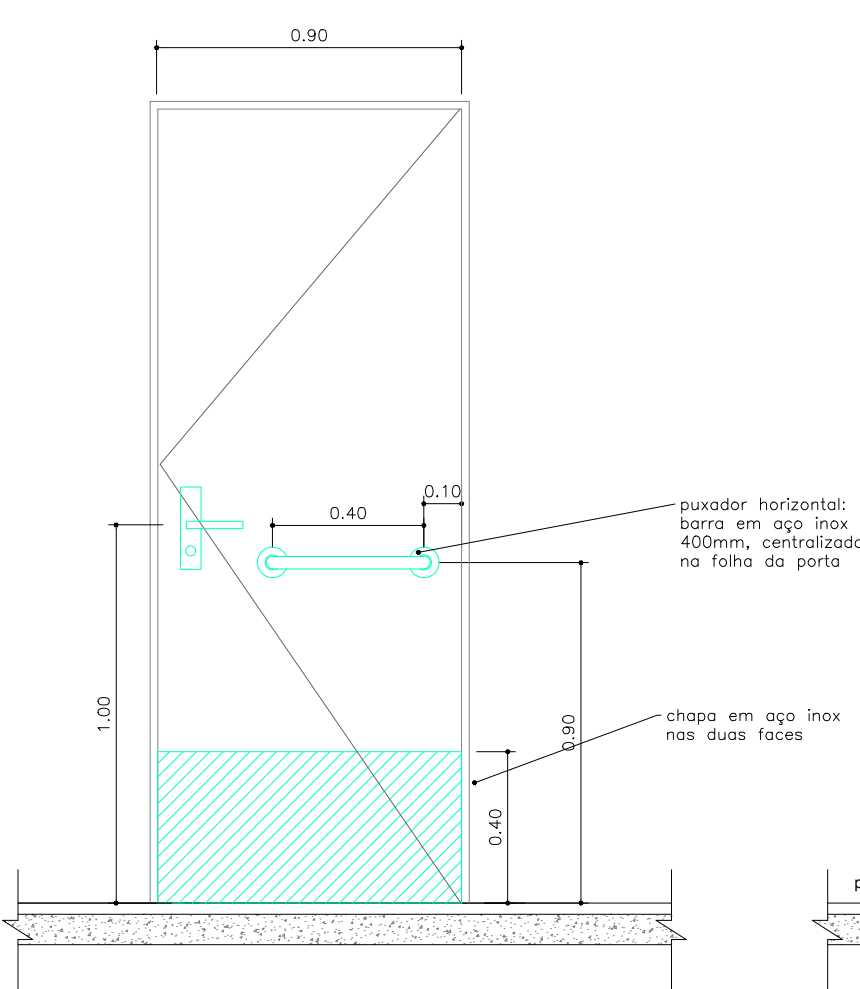 0.90
0.10
0.40
puxador horizontal:
barra em aço inox
400mm, centralizado
na folha da porta
1.00
chapa em aço inox
nas duas faces
0.90
0.40